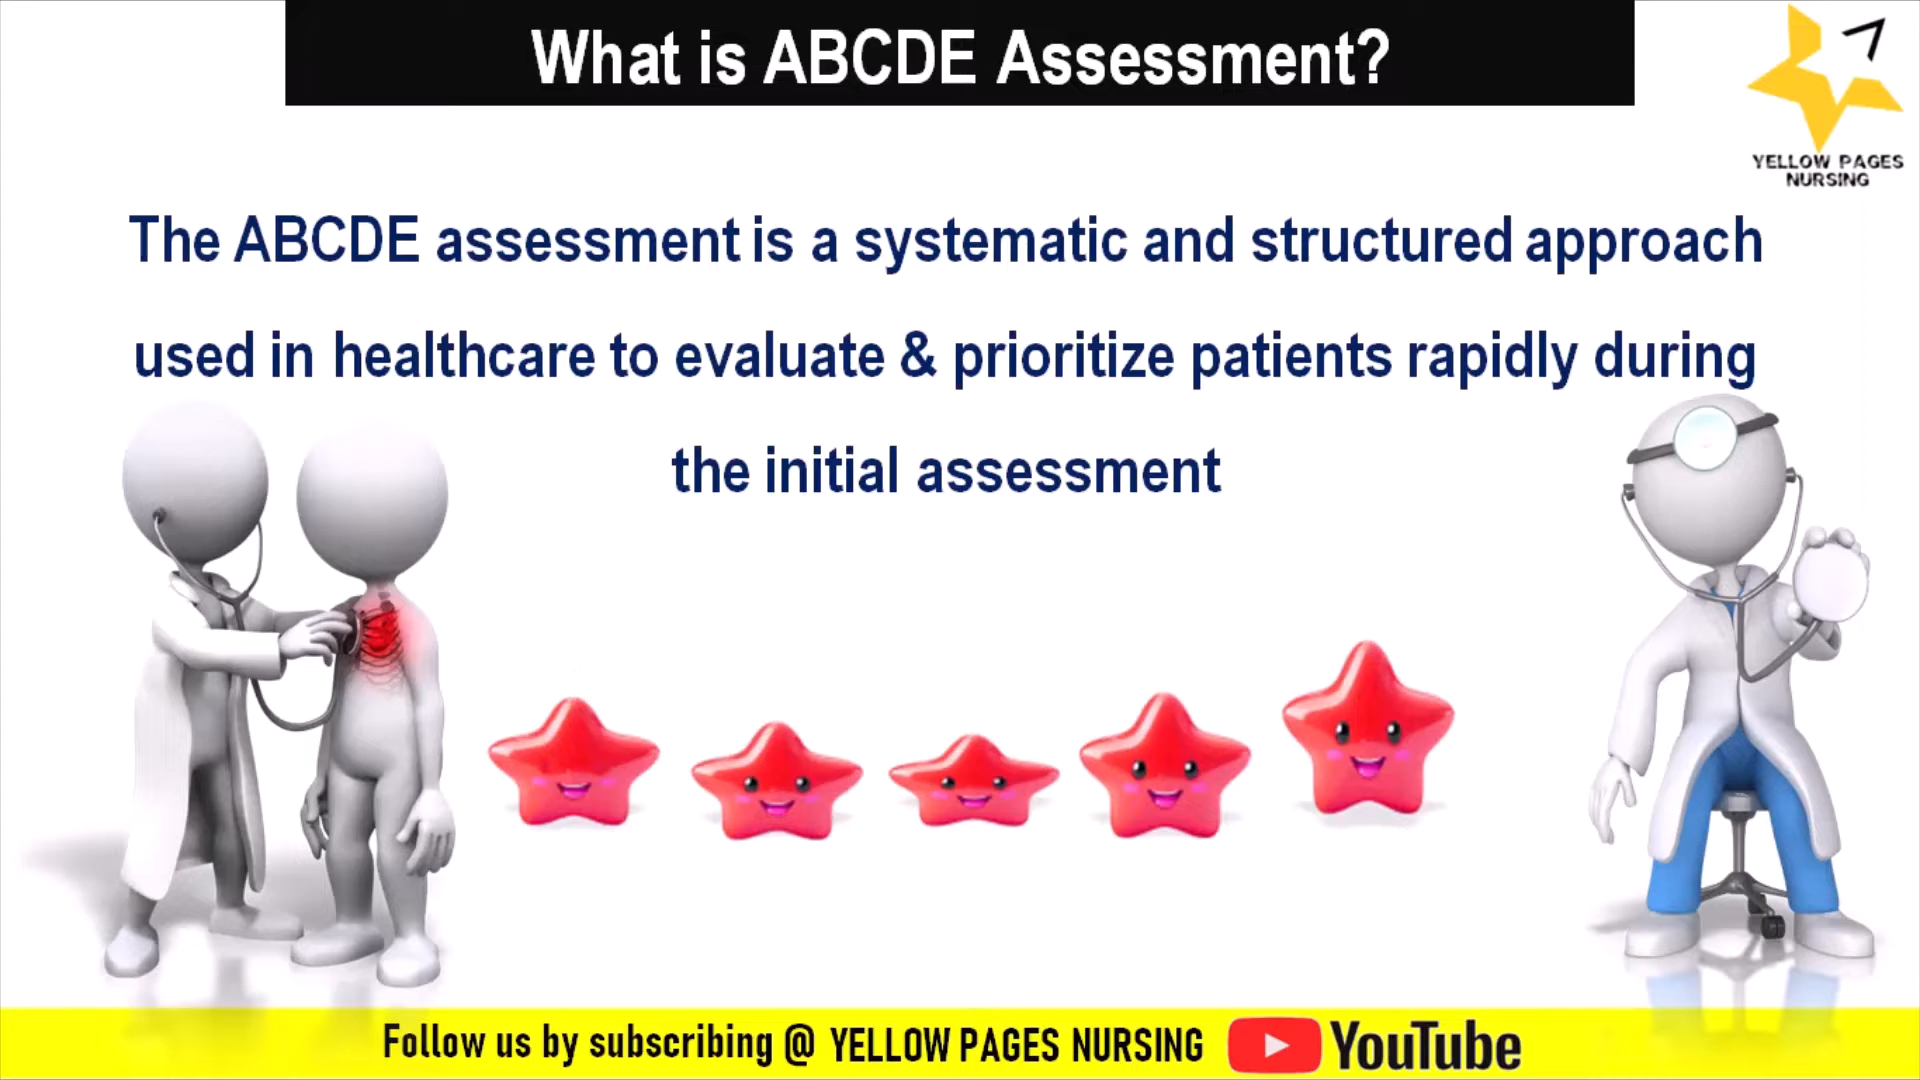 What is ABCDE Assessment?
YELLOW PAGES
NURSING
The ABCDE assessment is a systematic and structured approach
used in healthcare to evaluate & prioritize patients rapidly during
the initial assessment
Follow us by subscribing @ YELLOW PAGES NURSING YouTube